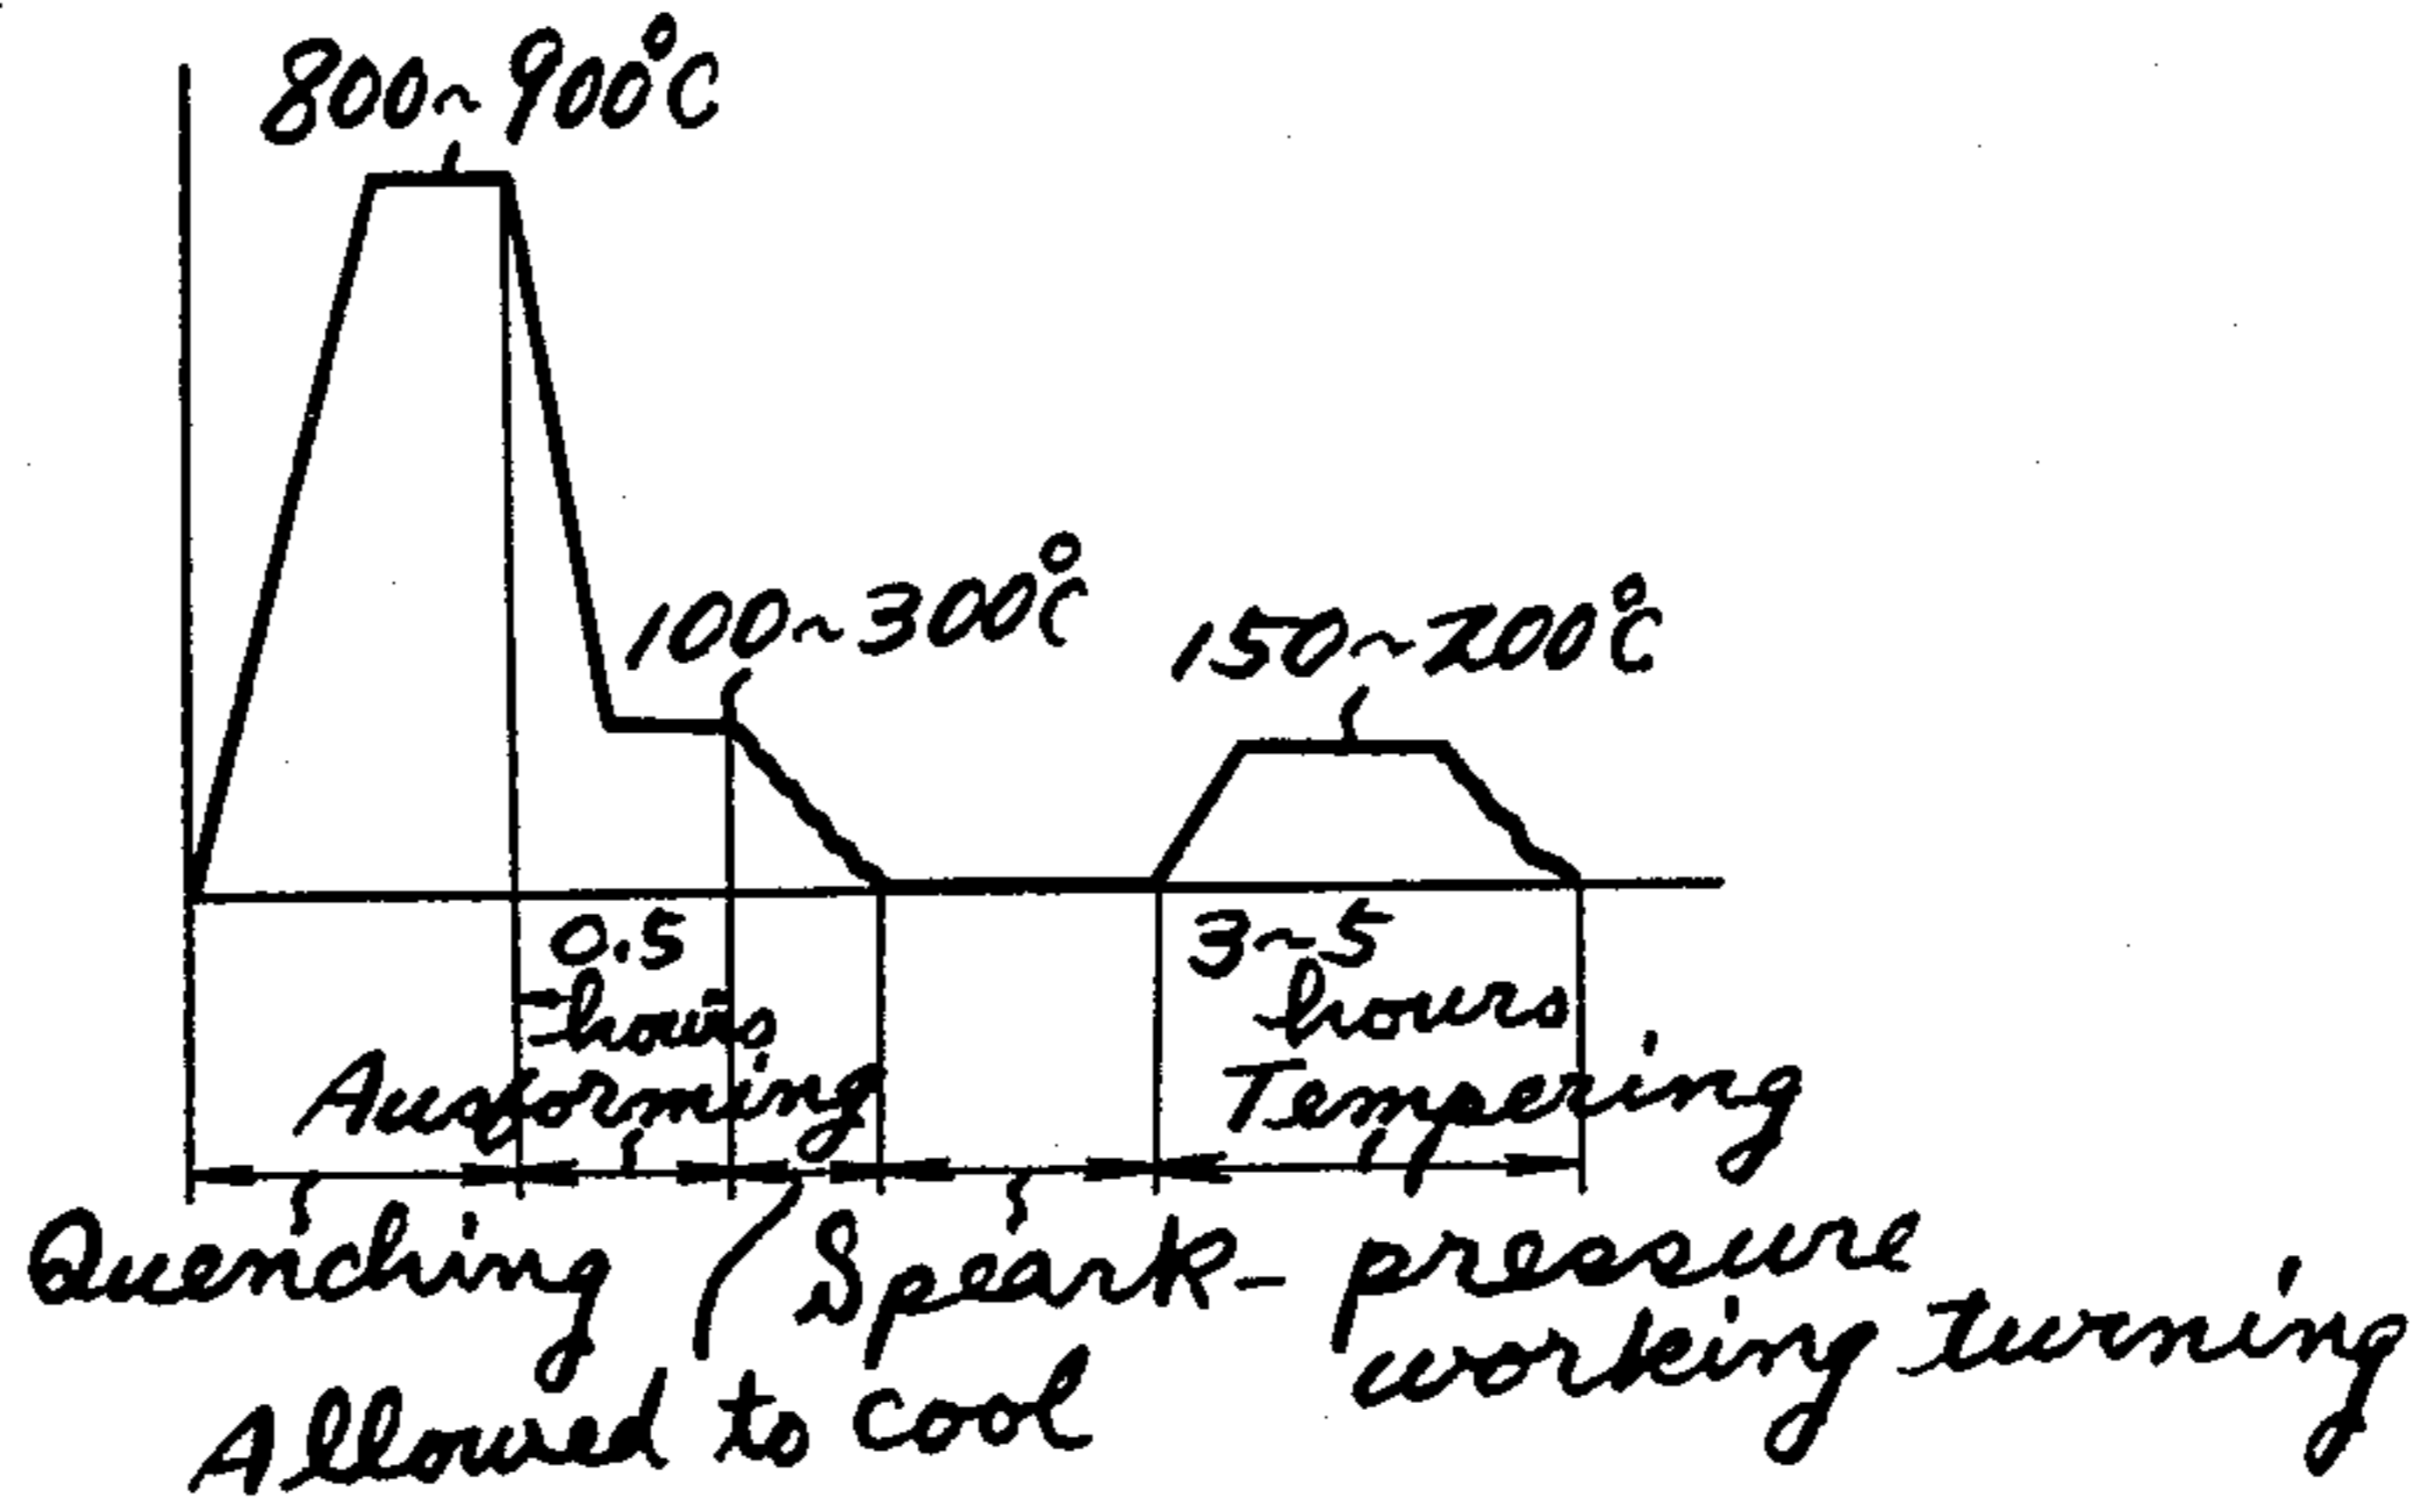 800~900°C
100~300°C
150~200°C
0.5
hours
Ausforming
3~5
hours
Tempering
Quenching
Speark-pressure
working turning
Allowed to cool